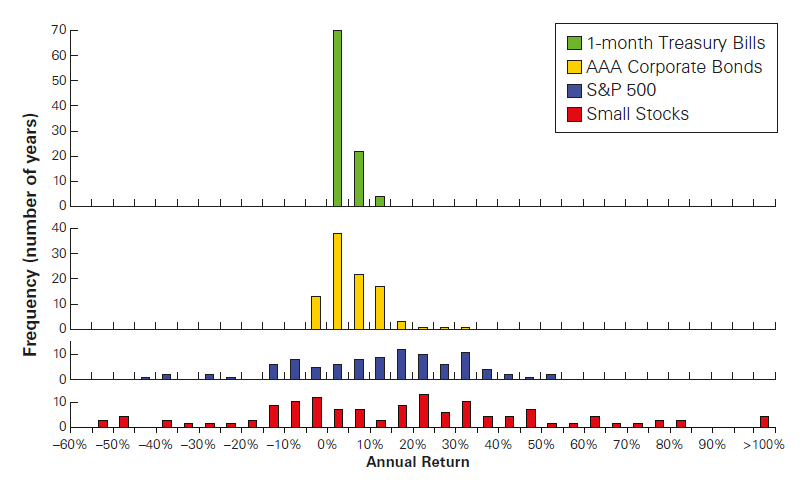 1-month Treasury Bills
AAA Corporate Bonds
S&P 500
Small Stocks
Frequency (number of years)
70
60
50
40
30
20
10
0
40
30
20
10
0
10
0
10
0
–60% –50% –40% –30% –20% –10% 0% 10% 20% 30% 40% 50% 60% 70% 80% 90% >100%
Annual Return